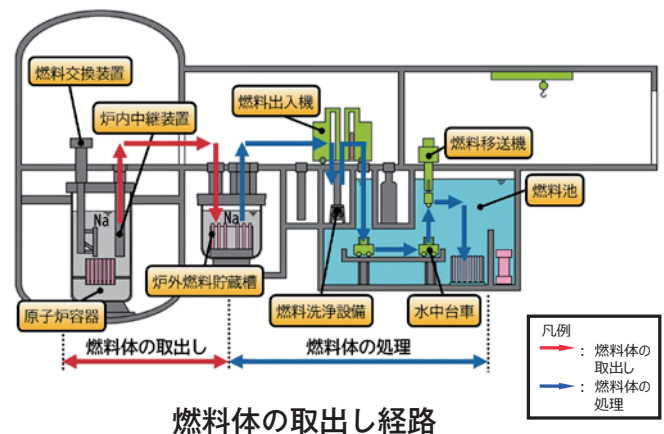 燃料交換装置
炉内中継装置
燃料出入機
燃料移送機
燃料池
Na
Na
炉外燃料貯蔵槽
原子炉容器
燃料洗浄設備
水中台車
燃料体の取出し
燃料体の処理
凡例
: 燃料体の
取出し
: 燃料体の
処理
燃料体の取出し経路